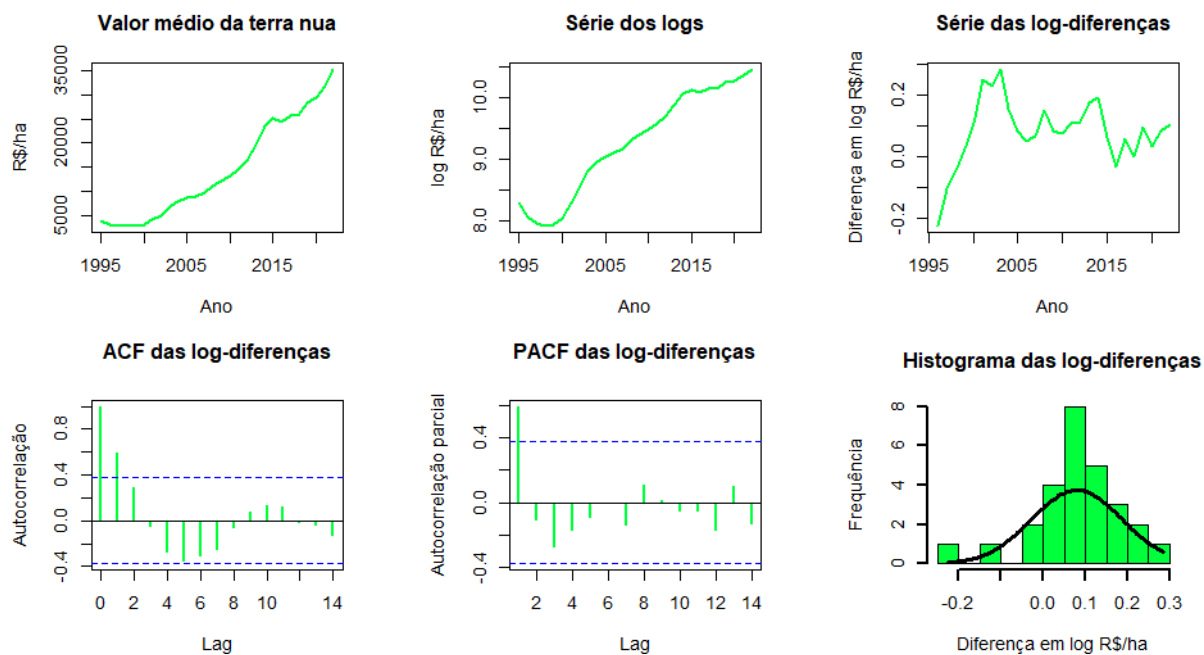 Valor médio da terra nua
R$/ha
5000 20000 35000
1995 2005 2015
Ano
Série dos logs
log R$/ha
8.0 9.0 10.0
1995 2005 2015
Ano
Série das log-diferenças
Diferença em log R$/ha
-0.2 0.0 0.2
1995 2005 2015
Ano
ACF das log-diferenças
Autocorrelação
-0.4 0.0 0.4 0.8
0 2 4 6 8 10 14
Lag
PACF das log-diferenças
Autocorrelação parcial
-0.4 0.0 0.4
2 4 6 8 10 12 14
Lag
Histograma das log-diferenças
Frequência
0 2 4 6 8
-0.2 0.0 0.1 0.2 0.3
Diferença em log R$/ha